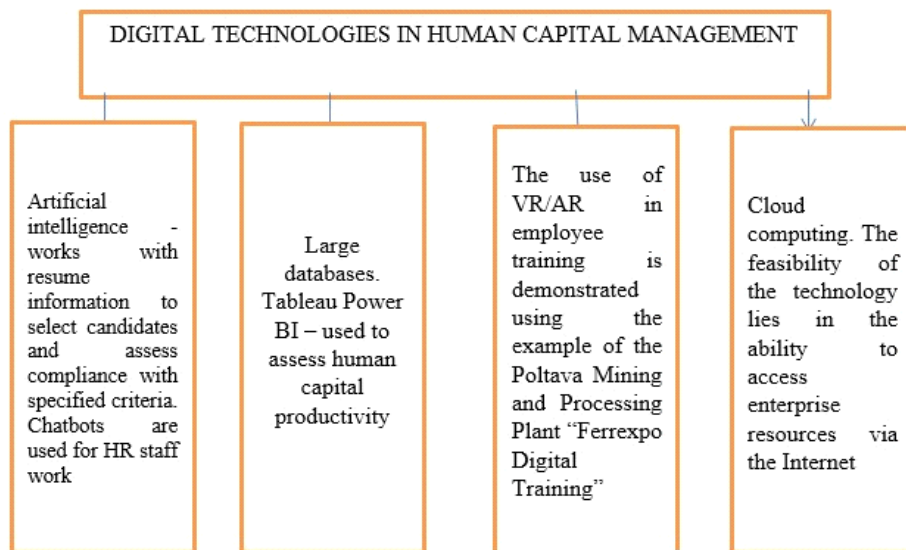 DIGITAL TECHNOLOGIES IN HUMAN CAPITAL MANAGEMENT
Artificial
intelligence -
works with
resume
information to
select candidates
and assess
compliance with
specified criteria.
Chatbots are
used for HR staff
work
Large
databases.
Tableau Power
BI – used to
assess human
capital
productivity
The use of
VR/AR in
employee
training is
demonstrated
using the
example of the
Poltava Mining
and Processing
Plant “Ferrexpo
Digital
Training”
Cloud
computing. The
feasibility of
the technology
lies in the
ability to
access
enterprise
resources via
the Internet